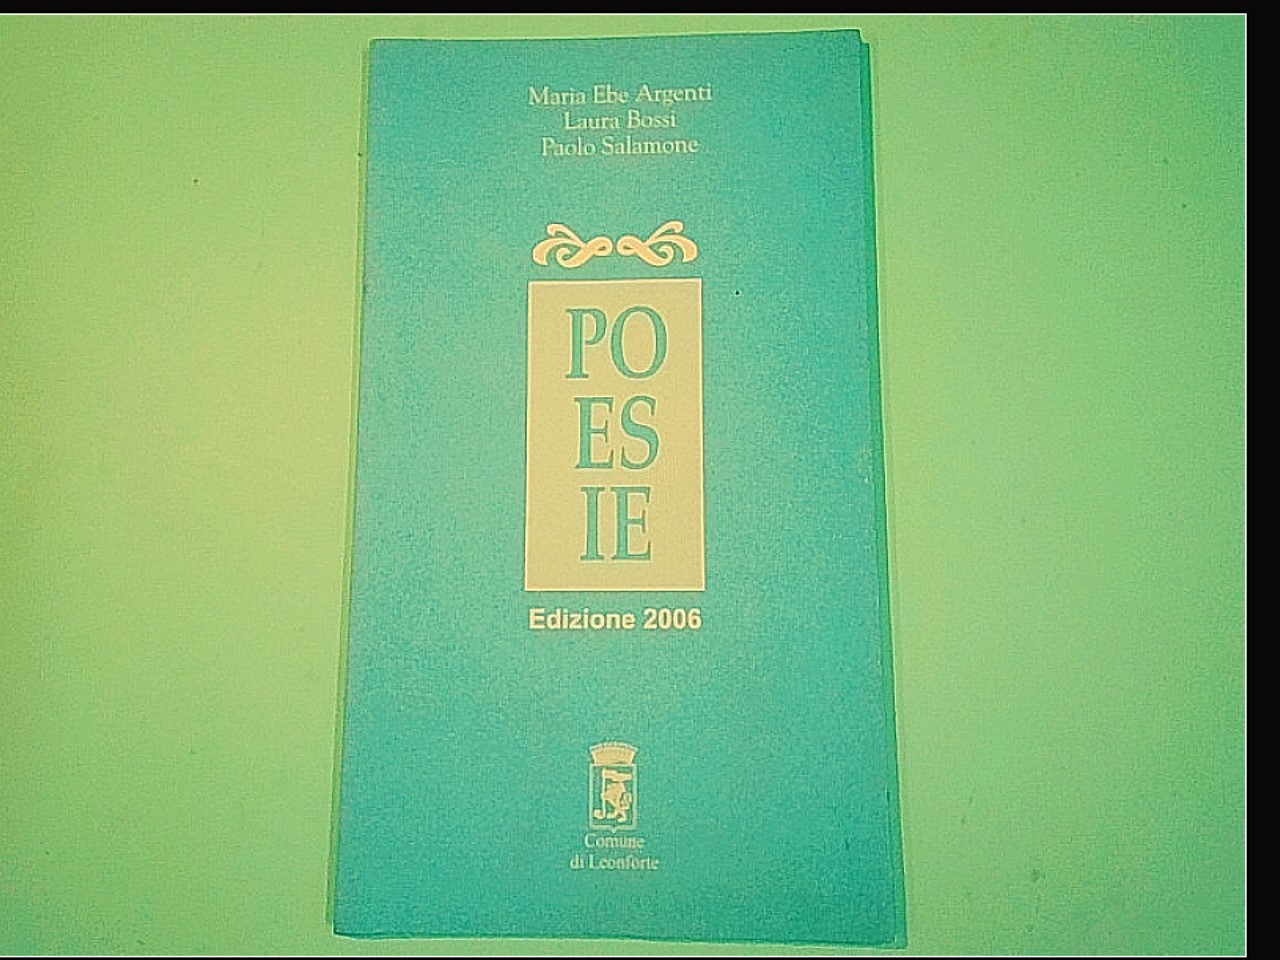 Maria Ebe Argenti
Laura Bossi
Paolo Salamone
PO
ES
IE
Edizione 2006
Comune
di Leonforte